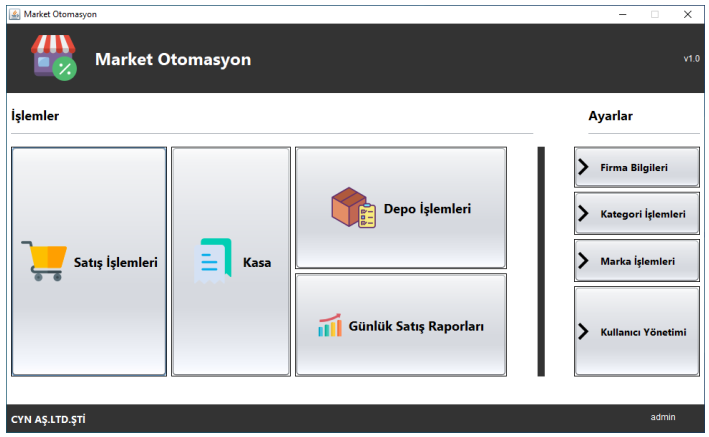 Market Otomasyon
Market Otomasyon
v1.0
İşlemler
Ayarlar
Satış İşlemleri
Kasa
Depo İşlemleri
Günlük Satış Raporları
Firma Bilgileri
Kategori İşlemleri
Marka İşlemleri
Kullanıcı Yönetimi
CYN AŞ.LTD.ŞTİ
admin